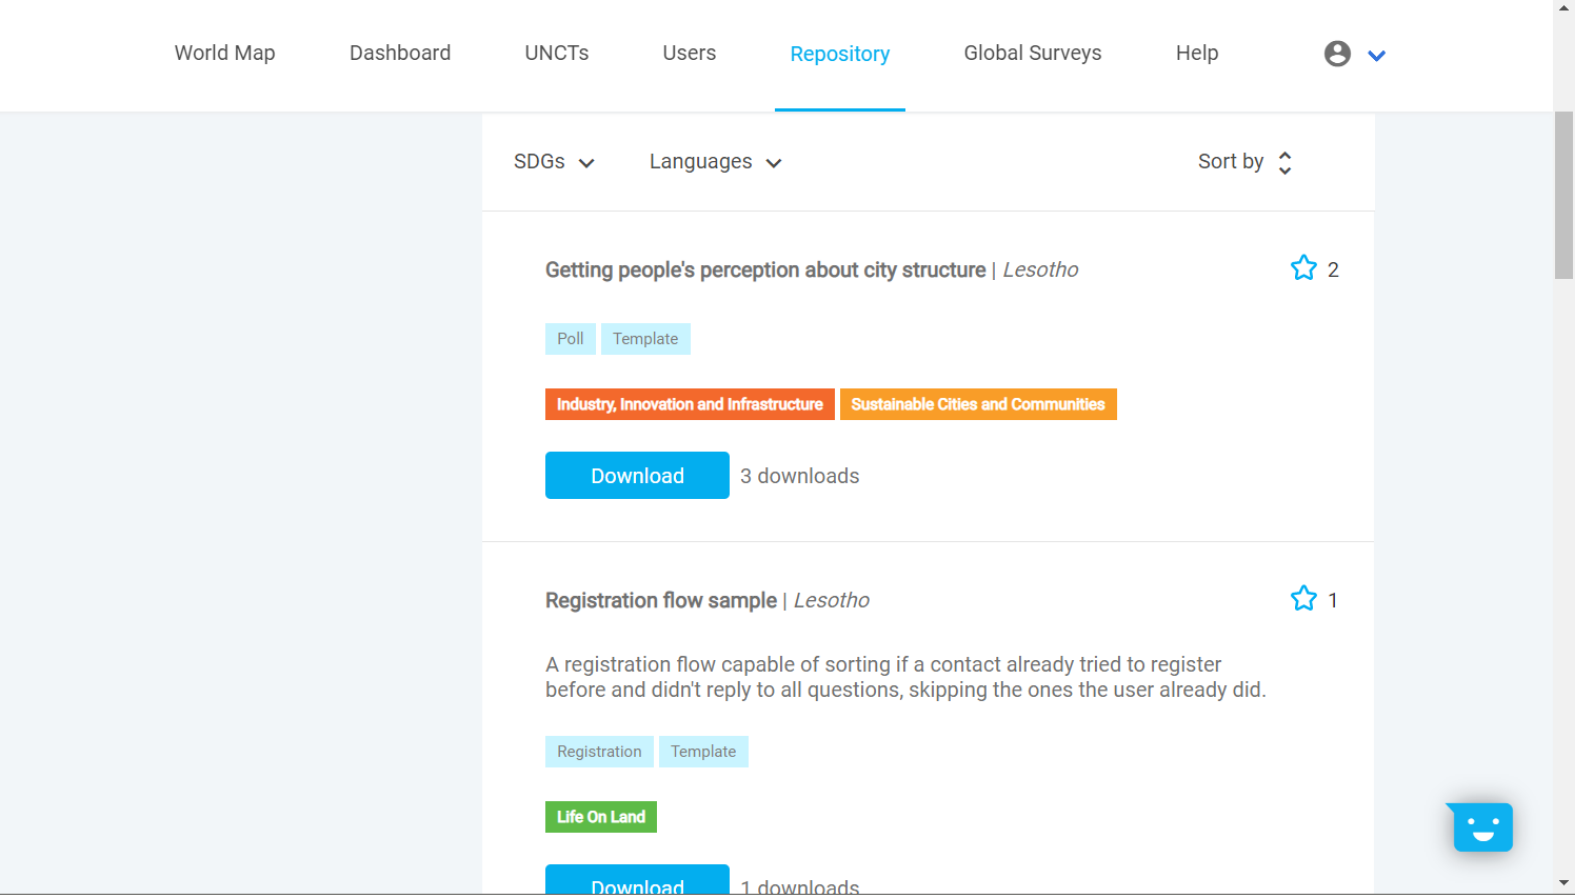 World Map Dashboard UNCTs Users Repository Global Surveys Help
SDGs Languages Sort by
Getting people's perception about city structure | Lesotho 2
Poll Template
Industry, Innovation and Infrastructure Sustainable Cities and Communities
Download 3 downloads
Registration flow sample | Lesotho 1
A registration flow capable of sorting if a contact already tried to register
before and didn't reply to all questions, skipping the ones the user already did.
Registration Template
Life On Land
Download 1 downloads